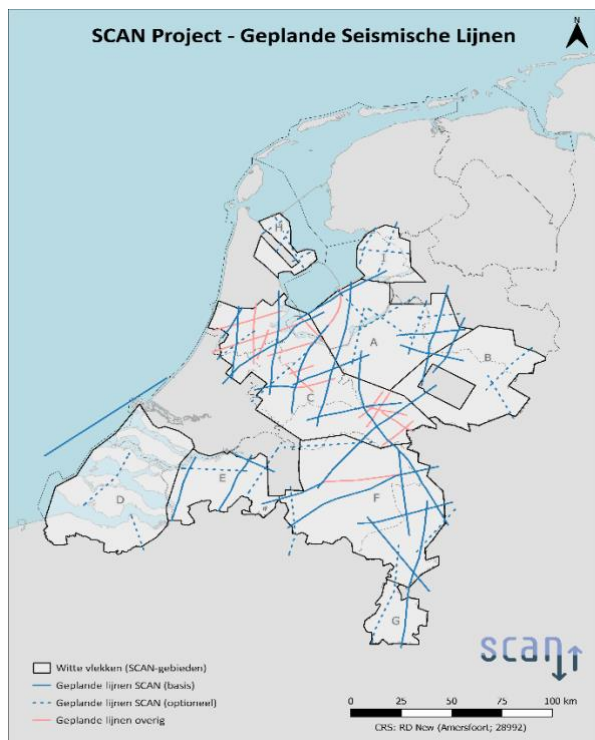 SCAN Project - Geplande Seismische Lijnen
N
H
I
A
B
C
D
E
F
G
Witte vlekken (SCAN-gebieden)
Geplande lijnen SCAN (basis)
Geplande lijnen SCAN (optioneel)
Geplande lijnen overig
scan
0 25 50 75 100 km
CRS: RD New (Amersfoort; 28992)